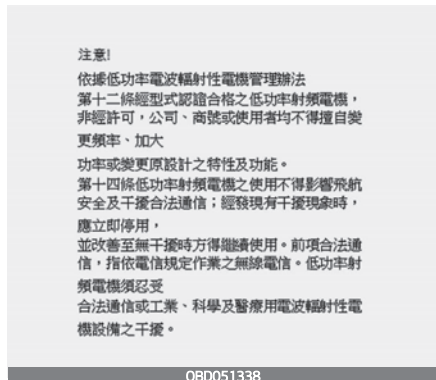 注意!
依據低功率電波輻射性電機管理辦法
第十二條經型式認證合格之低功率射頻電機，
非經許可，公司、商號或使用者均不得擅自變
更頻率、加大
功率或變更原設計之特性及功能。
第十四條低功率射頻電機之使用不得影響飛航
安全及干擾合法通信；經發現有干擾現象時，
應立即停用，
並改善至無干擾時方得繼續使用。前項合法通
信，指依電信規定作業之無線電信。低功率射
頻電機須忍受
合法通信或工業、科學及醫療用電波輻射性電
機設備之干擾。
OBD051338